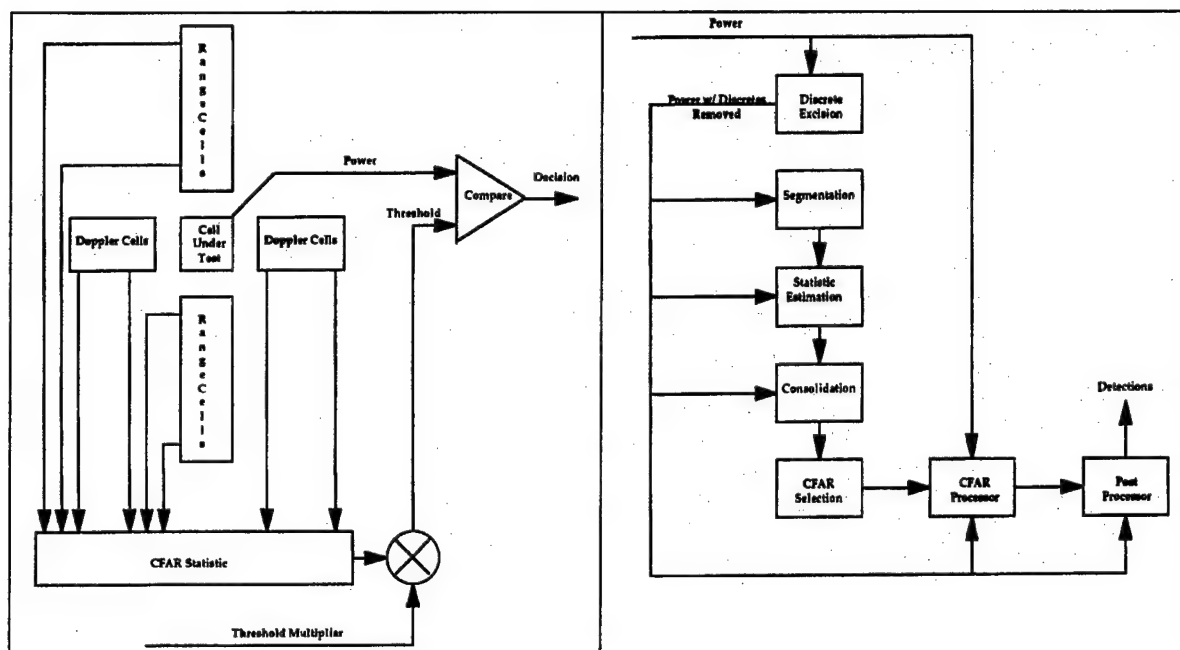 Range Cells
Power
Decision
Compare
Threshold
Doppler Cells
Cell
Under
Test
Doppler Cells
Range Cells
CFAR Statistic
Threshold Multiplier
Power
Discrete
Excision
Power w/ Discretes
Removed
Segmentation
Statistic
Estimation
Consolidation
Detections
CFAR
Selection
CFAR
Processor
Post
Processor